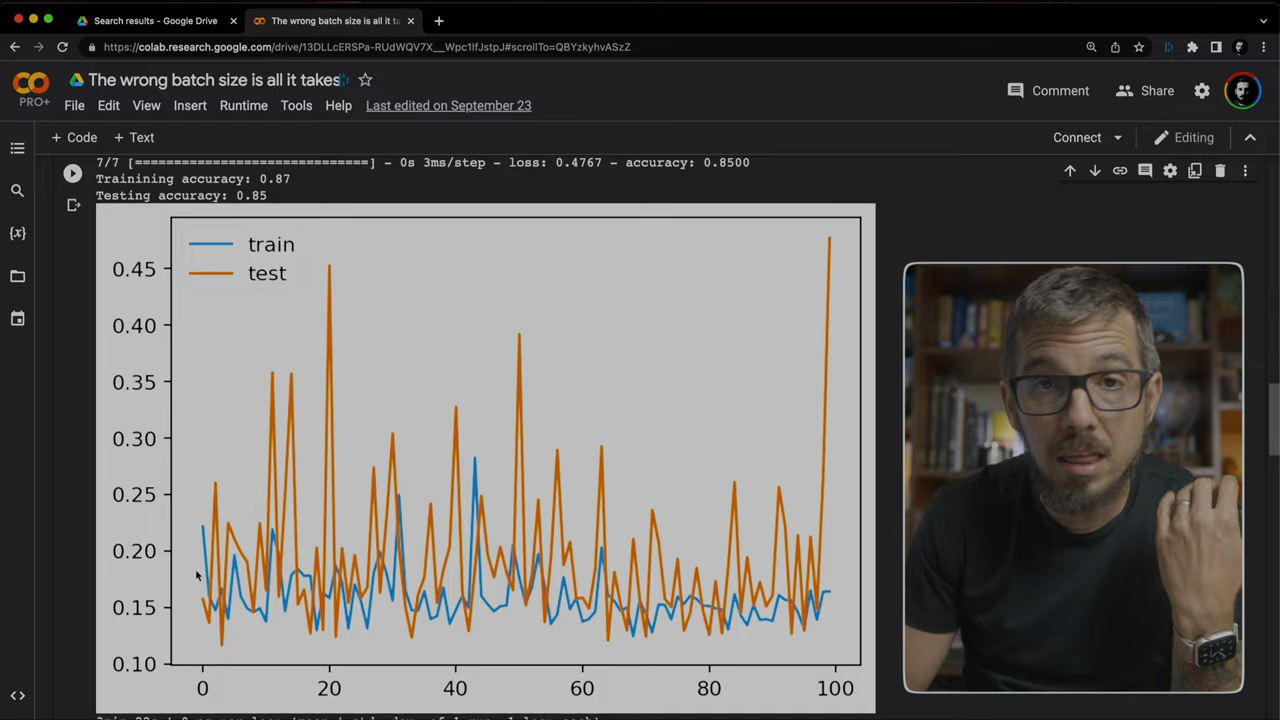 Search results - Google Drive
The wrong batch size is all it ta
https://colab.research.google.com/drive/13DLLcERSPa-RUdWQV7X__Wpc1lfJstpJ#scrollTo=QBYzkyhvASzZ
The wrong batch size is all it takes
PRO+
File Edit View Insert Runtime Tools Help Last edited on September 23
Comment Share
+ Code + Text
Connect Editing
7/7 [==============================] - 0s 3ms/step - loss: 0.4767 - accuracy: 0.8500
Trainining accuracy: 0.87
Testing accuracy: 0.85
train
test
0.45
0.40
0.35
0.30
0.25
0.20
0.15
0.10
0 20 40 60 80 100
{x}